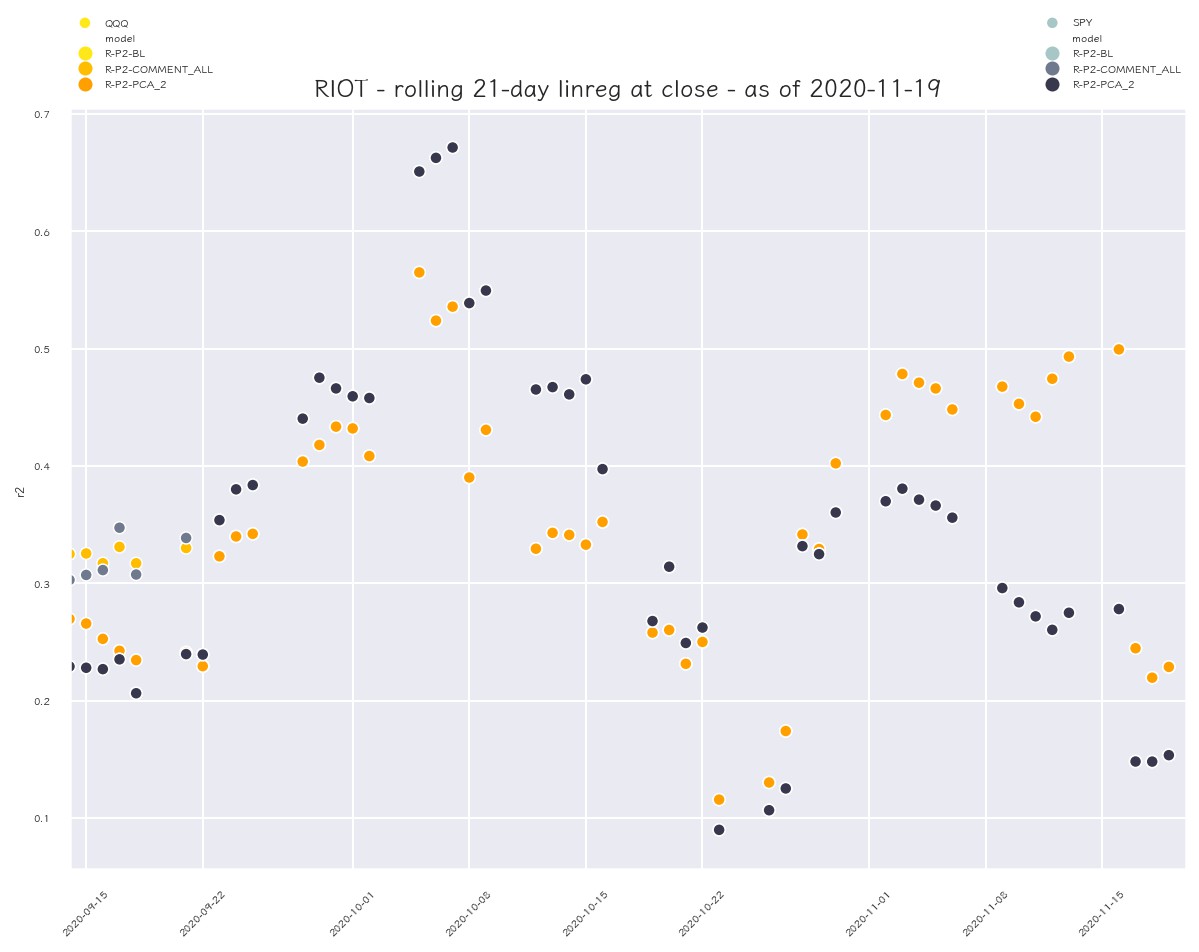 QQQ
model
R-P2-BL
R-P2-COMMENT_ALL
R-P2-PCA_2
SPY
model
R-P2-BL
R-P2-COMMENT_ALL
R-P2-PCA_2
RIOT - rolling 21-day linreg at close - as of 2020-11-19
0.7
0.6
0.5
0.4
0.3
0.2
0.1
r2
2020-09-15
2020-09-22
2020-10-01
2020-10-08
2020-10-15
2020-10-22
2020-11-01
2020-11-08
2020-11-15